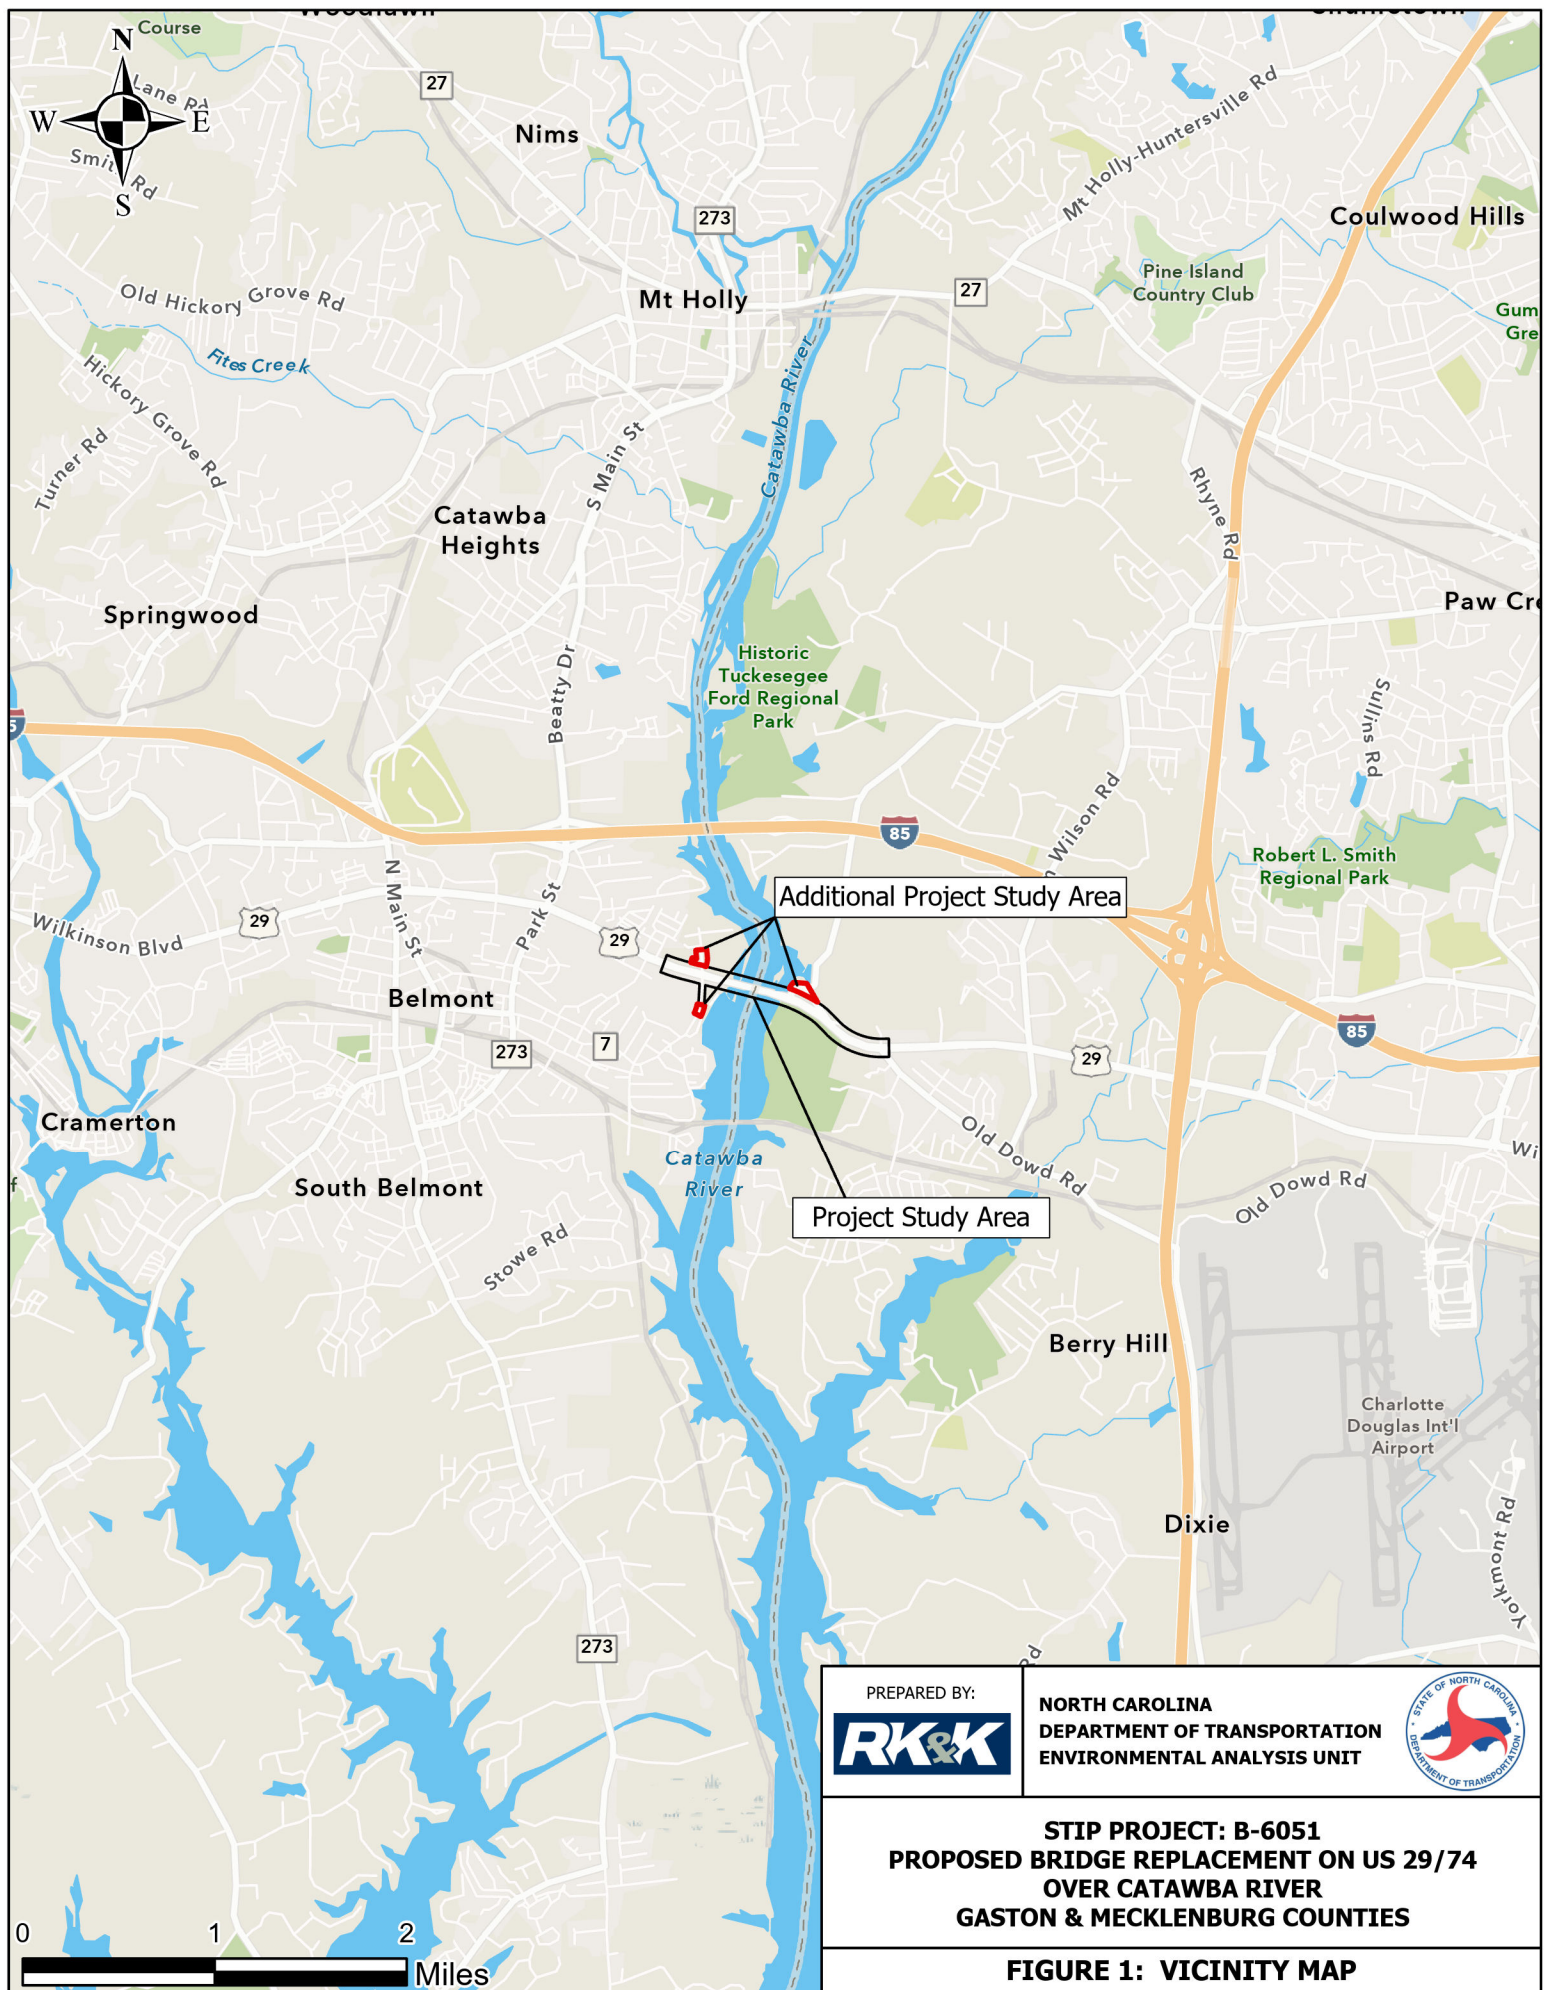 Course
N
W
E
S
Lane Rd
Smith Rd
27
Nims
273
Mt Holly-Huntersville Rd
Coulwood Hills
Pine Island
Country Club
27
Mt Holly
Old Hickory Grove Rd
Fites Creek
Hickory Grove Rd
Turner Rd
Gum
Gre
Catawba River
S Main St
Rhyne Rd
Catawba
Heights
Springwood
Paw Cre
Historic
Tuckesegee
Ford Regional
Park
Beatty Dr
Sullins Rd
5
85
Wilson Rd
Robert L. Smith
Regional Park
N Main St
Park St
Additional Project Study Area
Wilkinson Blvd
29
29
Belmont
273
7
29
85
Cramerton
Old Dowd Rd
Wi
Catawba
River
f
South Belmont
Old Dowd Rd
Project Study Area
Stowe Rd
Berry Hill
Charlotte
Douglas Int'l
Airport
Dixie
Yorkmont Rd
273
Rd
PREPARED BY:
RK&K
NORTH CAROLINA
DEPARTMENT OF TRANSPORTATION
ENVIRONMENTAL ANALYSIS UNIT
STATE OF NORTH CAROLINA
DEPARTMENT OF TRANSPORTATION
STIP PROJECT: B-6051
PROPOSED BRIDGE REPLACEMENT ON US 29/74
OVER CATAWBA RIVER
GASTON & MECKLENBURG COUNTIES
FIGURE 1: VICINITY MAP
0 1 2
Miles